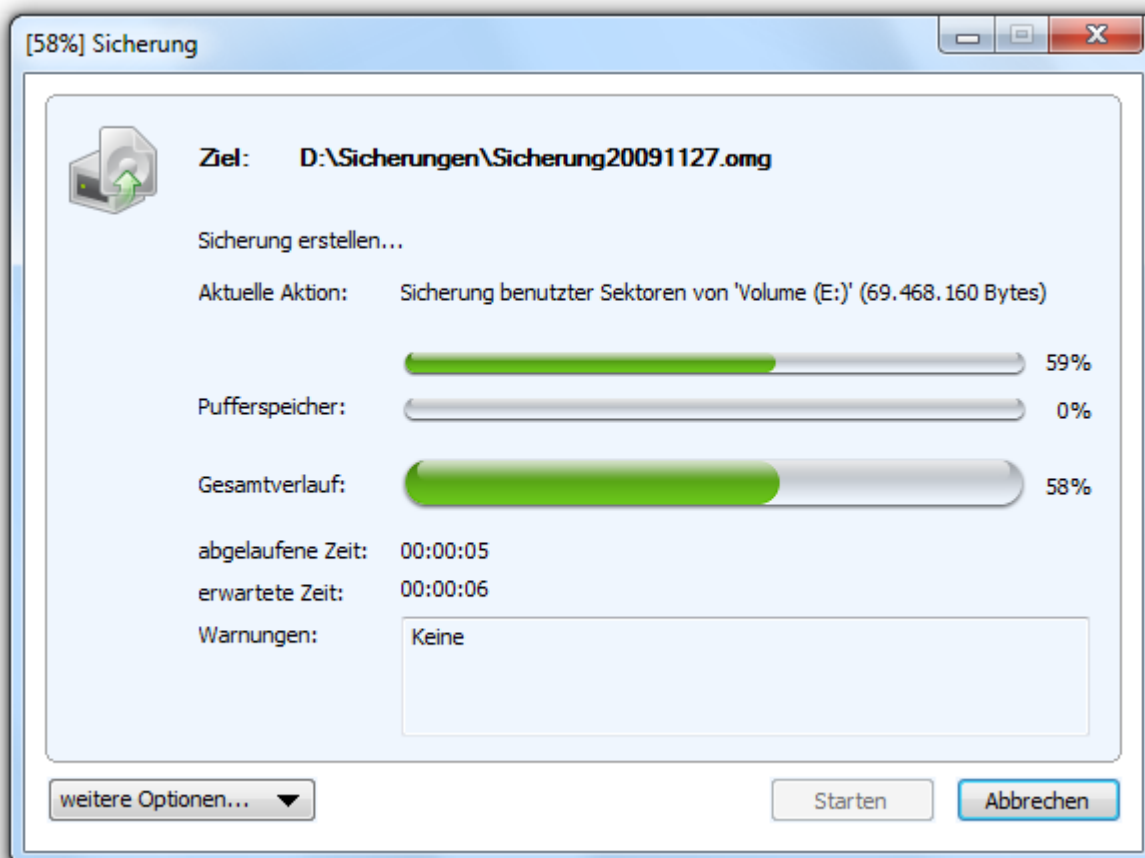 [58%] Sicherung
Ziel: D:\Sicherungen\Sicherung20091127.omg
Sicherung erstellen...
Aktuelle Aktion: Sicherung benutzter Sektoren von 'Volume (E:)' (69.468.160 Bytes)
59%
Pufferspeicher: 0%
Gesamtverlauf: 58%
abgelaufene Zeit: 00:00:05
erwartete Zeit: 00:00:06
Warnungen: Keine
weitere Optionen... Starten Abbrechen